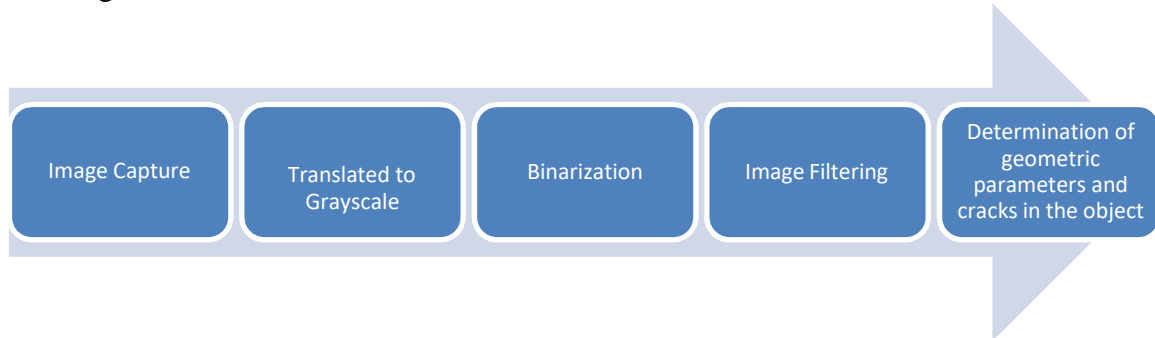 Image Capture
Translated to
Grayscale
Binarization
Image Filtering
Determination of
geometric
parameters and
cracks in the object